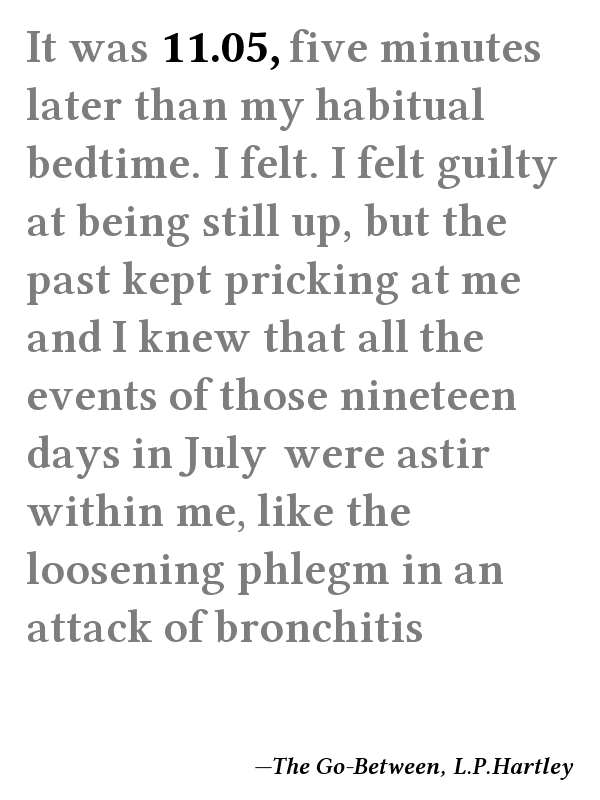 It was 11.05, five minutes
later than my habitual
bedtime. I felt. I felt guilty
at being still up, but the
past kept pricking at me
and I knew that all the
events of those nineteen
days in July were astir
within me, like the
loosening phlegm in an
attack of bronchitis
—The Go-Between, L.P.Hartley